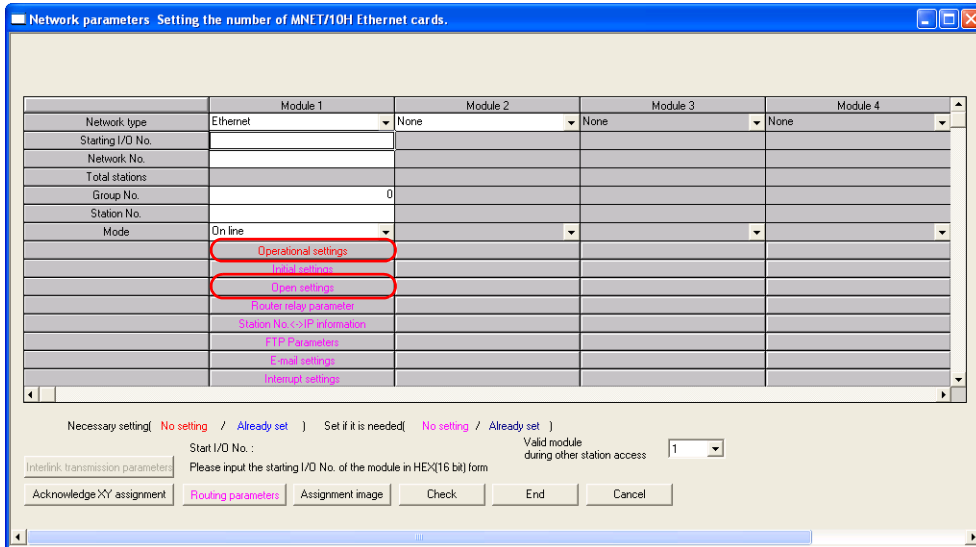 Network parameters Setting the number of MNET/10H Ethernet cards.
Module 1 Module 2 Module 3 Module 4
Network type Ethernet None None None
Starting I/O No.
Network No.
Total stations
Group No. 0
Station No.
Mode On line
Operational settings
Initial settings
Open settings
Router relay parameter
Station No.<->IP information
FTP Parameters
E-mail settings
Interrupt settings
Necessary setting( No setting / Already set ) Set if it is needed( No setting / Already set )
Start I/O No. : Valid module
during other station access 1
Interlink transmission parameters Please input the starting I/O No. of the module in HEX(16 bit) form
Acknowledge XY assignment Routing parameters Assignment image Check End Cancel